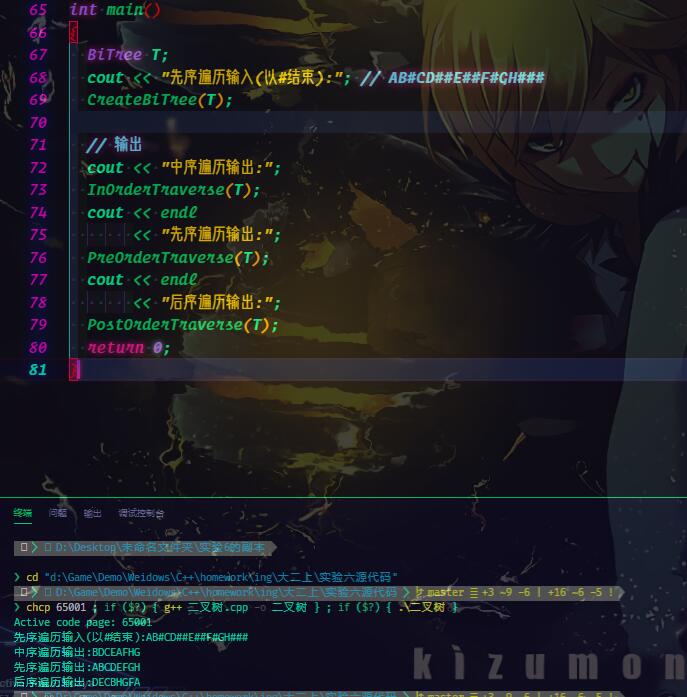 65 int main()
66 {
67 BiTree T;
68 cout << "先序遍历输入(以#结束):"; // AB#CD##E##F#GH###
69 CreateBiTree(T);
70
71 // 输出
72 cout << "中序遍历输出:";
73 InOrderTraverse(T);
74 cout << endl
75 << "先序遍历输出:";
76 PreOrderTraverse(T);
77 cout << endl
78 << "后序遍历输出:";
79 PostOrderTraverse(T);
80 return 0;
81 }
终端 问题 输出 调试控制台
D:\Desktop\未命名文件夹\实验6的副本
❯ cd "d:\Game\Demo\Weidows\C++\homework\ing\大二上\实验六源代码"
D:\Game\Demo\Weidows\C++\homework\ing\大二上\实验六源代码 master ≣ +3 ~9 -6 | +16 ~6 -5 !
❯ chcp 65001 ; if ($?) { g++ 二叉树.cpp -o 二叉树 } ; if ($?) { .\二叉树 }
Active code page: 65001
先序遍历输入(以#结束):AB#CD##E##F#GH###
中序遍历输出:BDCEAFHG
先序遍历输出:ABCDEFGH
后序遍历输出:DECBHGFA
kizumon